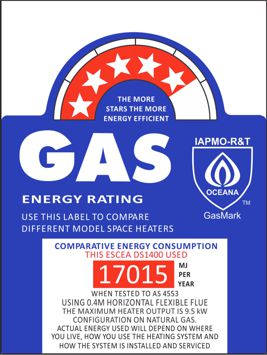 THE MORE
STARS THE MORE
ENERGY EFFICIENT
GAS
IAPMO-R&T
OCEANA
TM
GasMark
ENERGY RATING
USE THIS LABEL TO COMPARE
DIFFERENT MODEL SPACE HEATERS
COMPARATIVE ENERGY CONSUMPTION
THIS ESCEA DS1400 USED
17015 MJ
PER
YEAR
WHEN TESTED TO AS 4553
USING 0.4M HORIZONTAL FLEXIBLE FLUE
THE MAXIMUM HEATER OUTPUT IS 9.5 kW
CONFIGURATION ON NATURAL GAS.
ACTUAL ENERGY USED WILL DEPEND ON WHERE
YOU LIVE, HOW YOU USE THE HEATING SYSTEM AND
HOW THE SYSTEM IS INSTALLED AND SERVICED